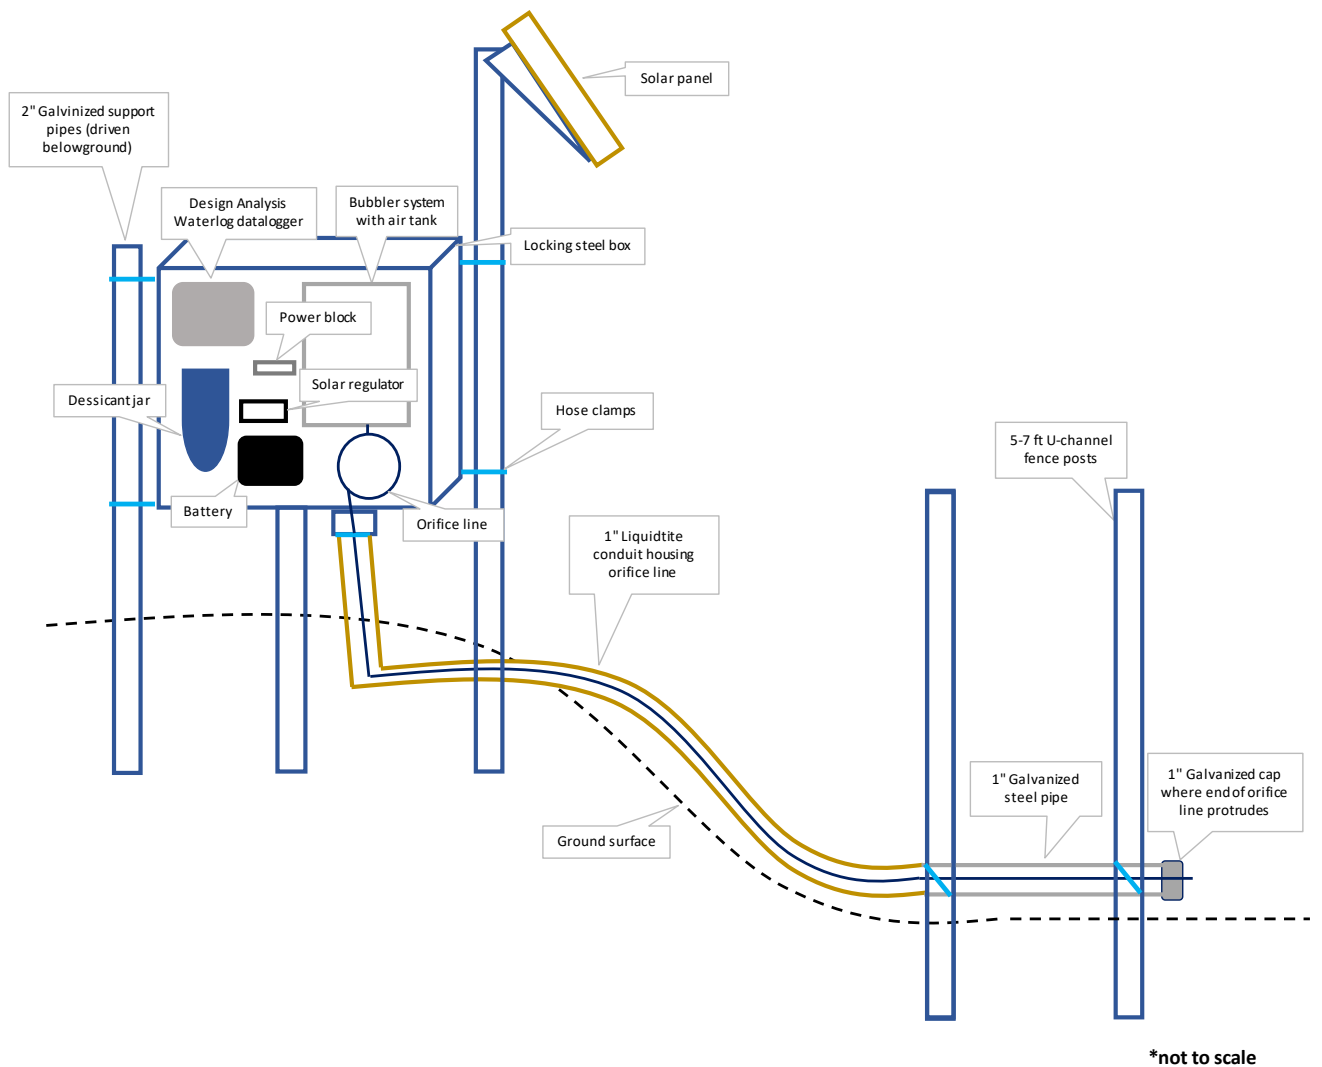 Solar panel
2" Galvinized support
pipes (driven
belowground)
Design Analysis
Waterlog datalogger
Bubbler system
with air tank
Locking steel box
Power block
Solar regulator
Dessicant jar
Hose clamps
5-7 ft U-channel
fence posts
Battery
Orifice line
1" Liquidtite
conduit housing
orifice line
1" Galvanized
steel pipe
1" Galvanized cap
where end of orifice
line protrudes
Ground surface
*not to scale